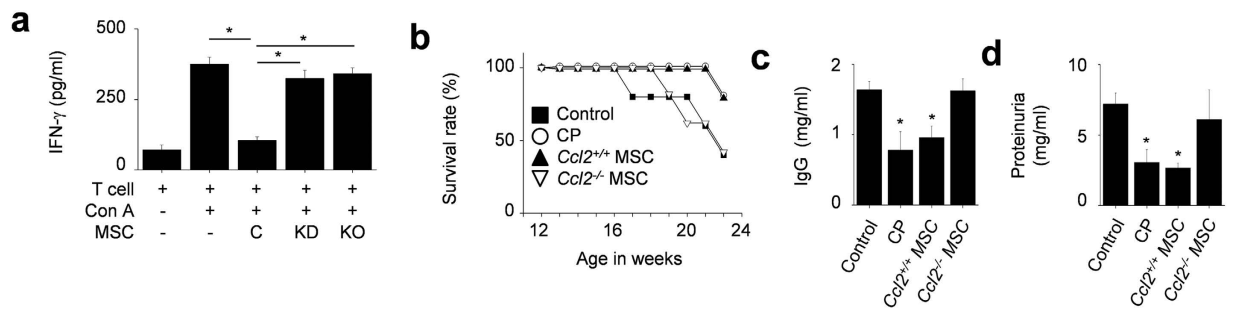 a
IFN-γ (pg/ml)
500
250
0
T cell + + + + +
Con A - + + + +
MSC - - C KD KO
* * *
b
Survival rate (%)
100
50
0
Control
CP
Ccl2+/+ MSC
Ccl2-/- MSC
12 16 20 24
Age in weeks
c
IgG (mg/ml)
2
1
0
* *
Control
CP
Ccl2+/+ MSC
Ccl2-/- MSC
d
Proteinuria
(mg/ml)
10
5
0
* *
Control
CP
Ccl2+/+ MSC
Ccl2-/- MSC